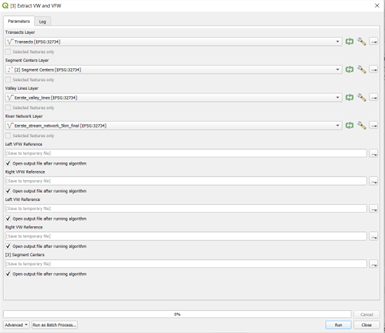 [3] Extract VW and VFW
Parameters Log
Transects Layer
Transects [EPSG:32734]
Selected features only
Segment Centers Layer
[2] Segment Centers [EPSG:32734]
Selected features only
Valley Lines Layer
Eerste_valley_lines [EPSG:32734]
Selected features only
River Network Layer
Eerste_stream_network_5km_final [EPSG:32734]
Selected features only
Left VFW Reference
[Save to temporary file]
Open output file after running algorithm
Right VFW Reference
[Save to temporary file]
Open output file after running algorithm
Left VW Reference
[Save to temporary file]
Open output file after running algorithm
Right VW Reference
[Save to temporary file]
Open output file after running algorithm
[3] Segment Centers
[Save to temporary file]
Open output file after running algorithm
0% Cancel
Advanced Run as Batch Process... Run Close